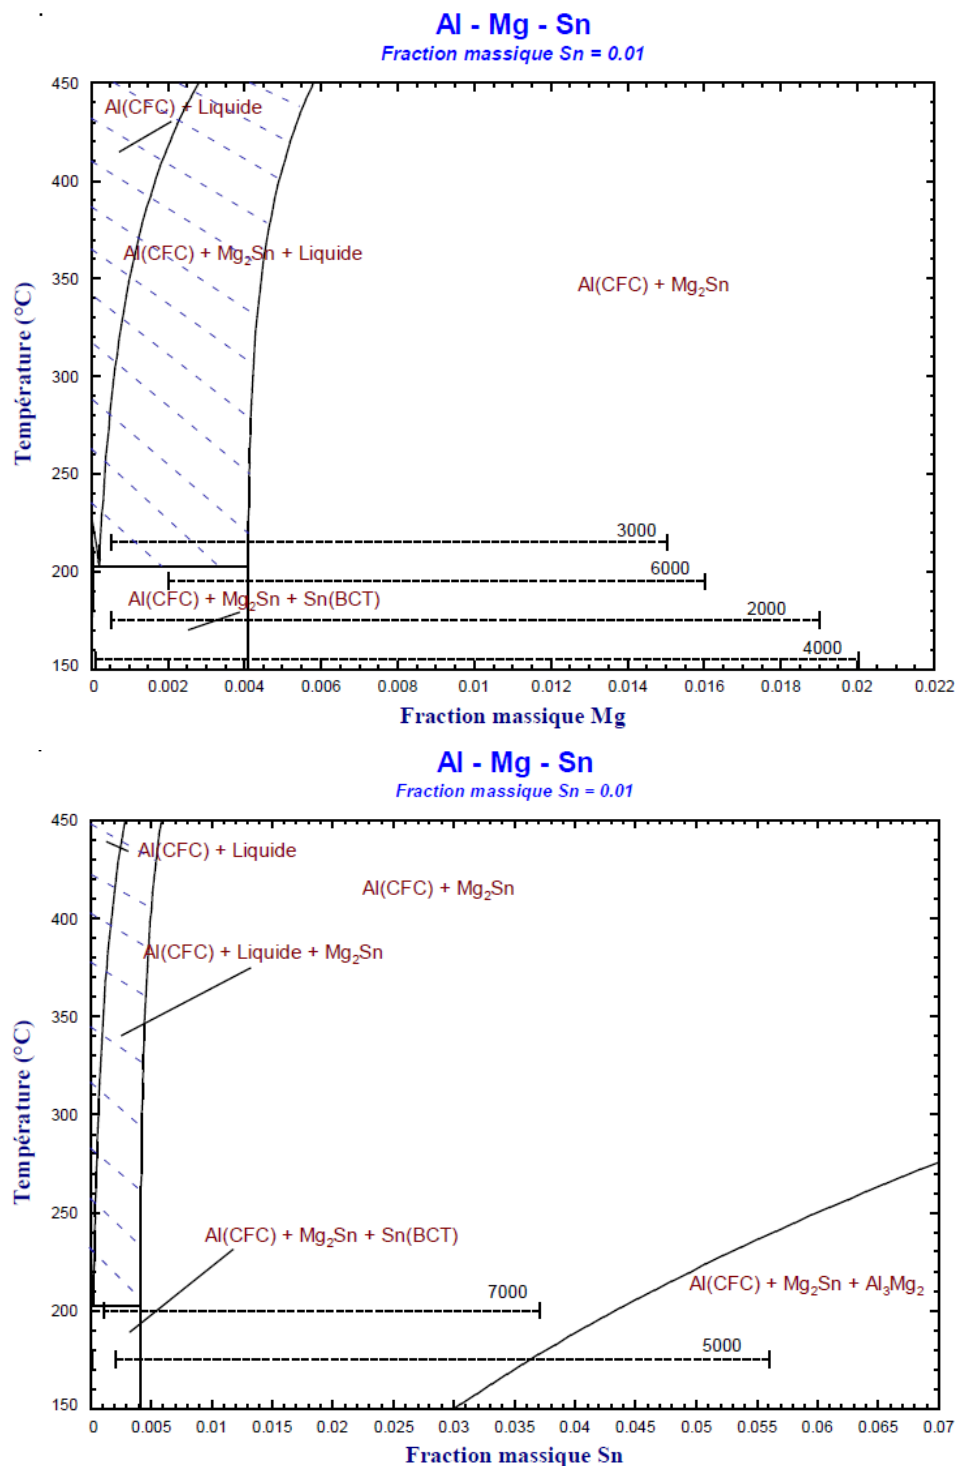 Al - Mg - Sn
Fraction massique Sn = 0.01
450
Al(CFC) + Liquide
400
Al(CFC) + Mg₂Sn + Liquide
350
Al(CFC) + Mg₂Sn
300
Température (°C)
250
3000
200
6000
Al(CFC) + Mg₂Sn + Sn(BCT)
2000
4000
150
0 0.002 0.004 0.006 0.008 0.01 0.012 0.014 0.016 0.018 0.02 0.022
Fraction massique Mg
Al - Mg - Sn
Fraction massique Sn = 0.01
450
Al(CFC) + Liquide
Al(CFC) + Mg₂Sn
400
Al(CFC) + Liquide + Mg₂Sn
350
300
Température (°C)
250
Al(CFC) + Mg₂Sn + Sn(BCT)
Al(CFC) + Mg₂Sn + Al₃Mg₂
7000
200
5000
150
0 0.005 0.01 0.015 0.02 0.025 0.03 0.035 0.04 0.045 0.05 0.055 0.06 0.065 0.07
Fraction massique Sn